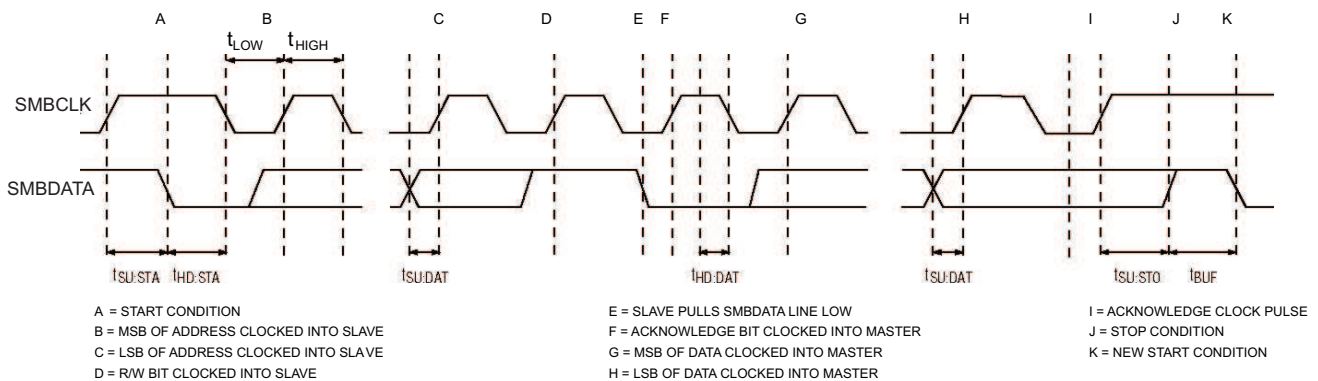 A B C D E F G H I J K
tLOW tHIGH
SMBCLK
SMBDATA
tSU:STA tHD:STA tSU:DAT tHD:DAT tSU:DAT tSU:STO tBUF
A = START CONDITION
B = MSB OF ADDRESS CLOCKED INTO SLAVE
C = LSB OF ADDRESS CLOCKED INTO SLAVE
D = R/W BIT CLOCKED INTO SLAVE
E = SLAVE PULLS SMBDATA LINE LOW
F = ACKNOWLEDGE BIT CLOCKED INTO MASTER
G = MSB OF DATA CLOCKED INTO MASTER
H = LSB OF DATA CLOCKED INTO MASTER
I = ACKNOWLEDGE CLOCK PULSE
J = STOP CONDITION
K = NEW START CONDITION